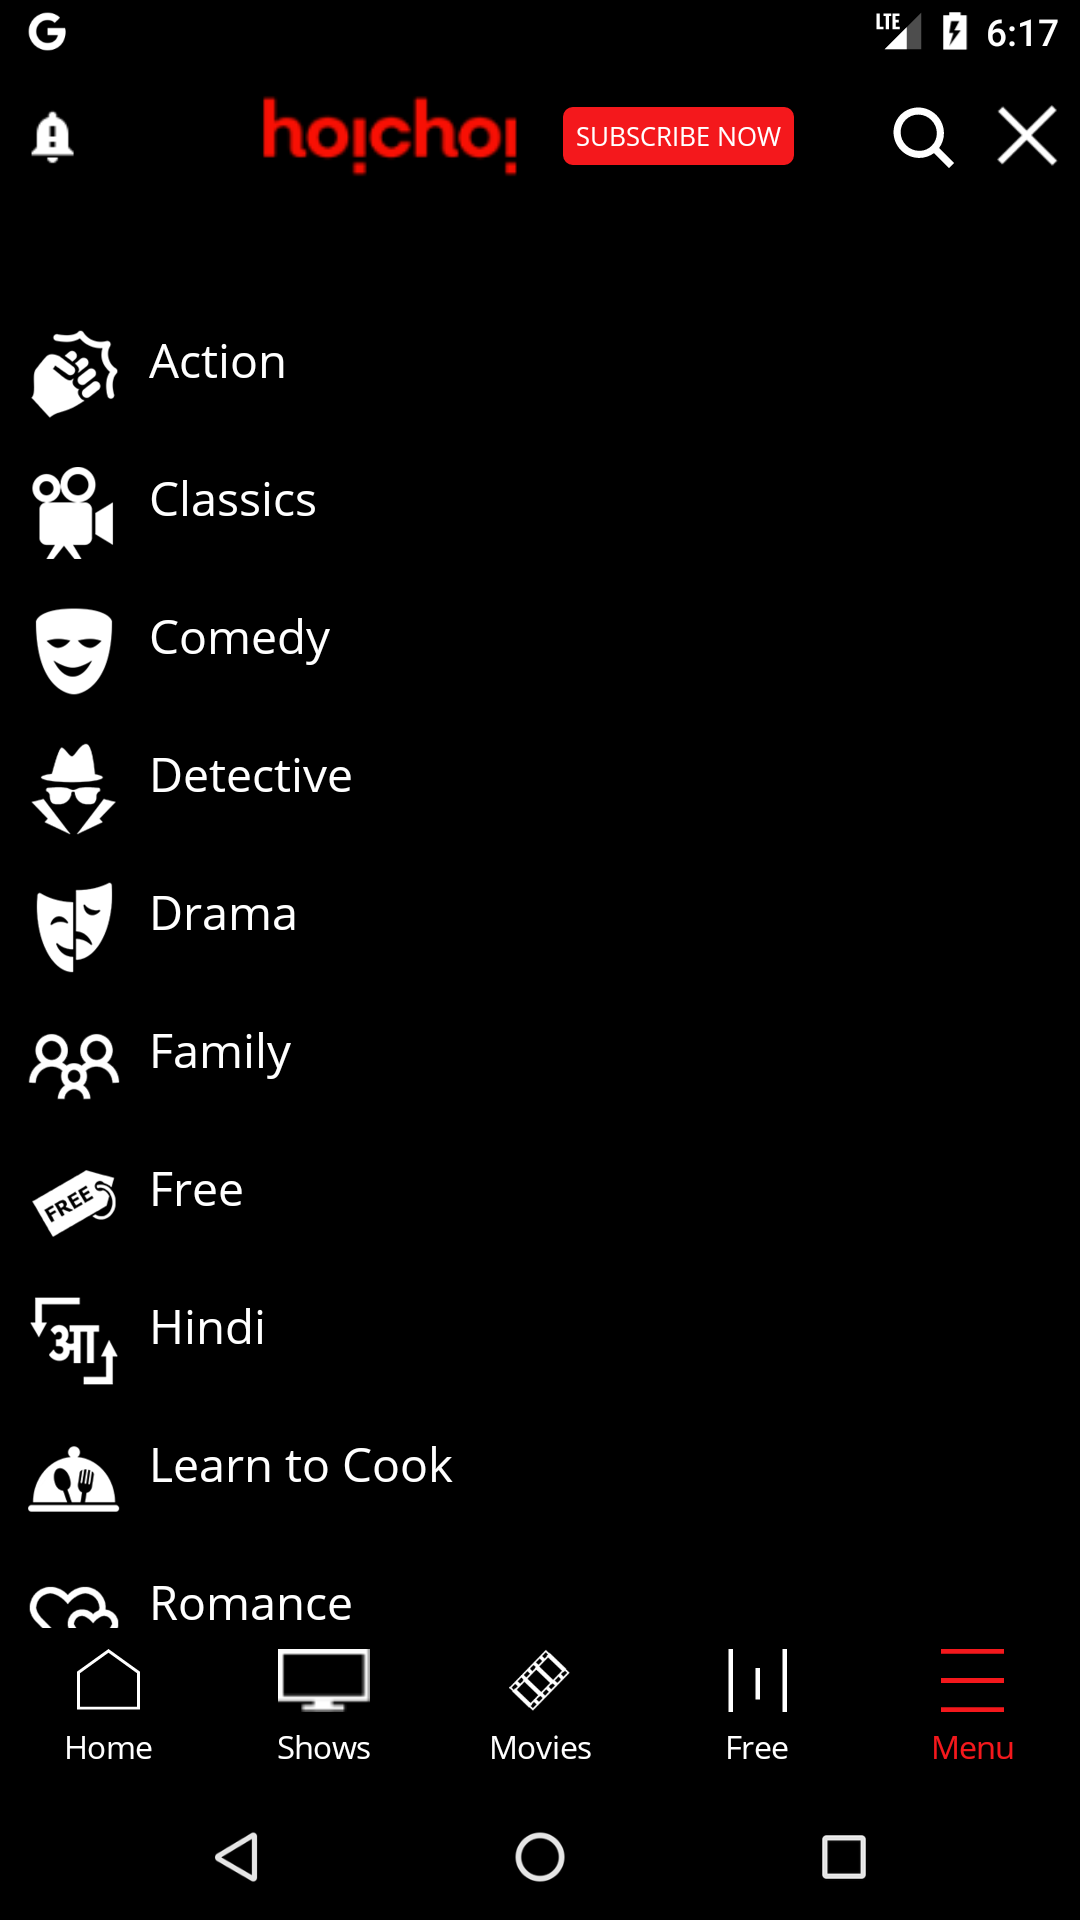 G LTE 6:17
hoichoi SUBSCRIBE NOW
Action
Classics
Comedy
Detective
Drama
Family
FREE Free
आ Hindi
Learn to Cook
Romance
Home Shows Movies Free Menu